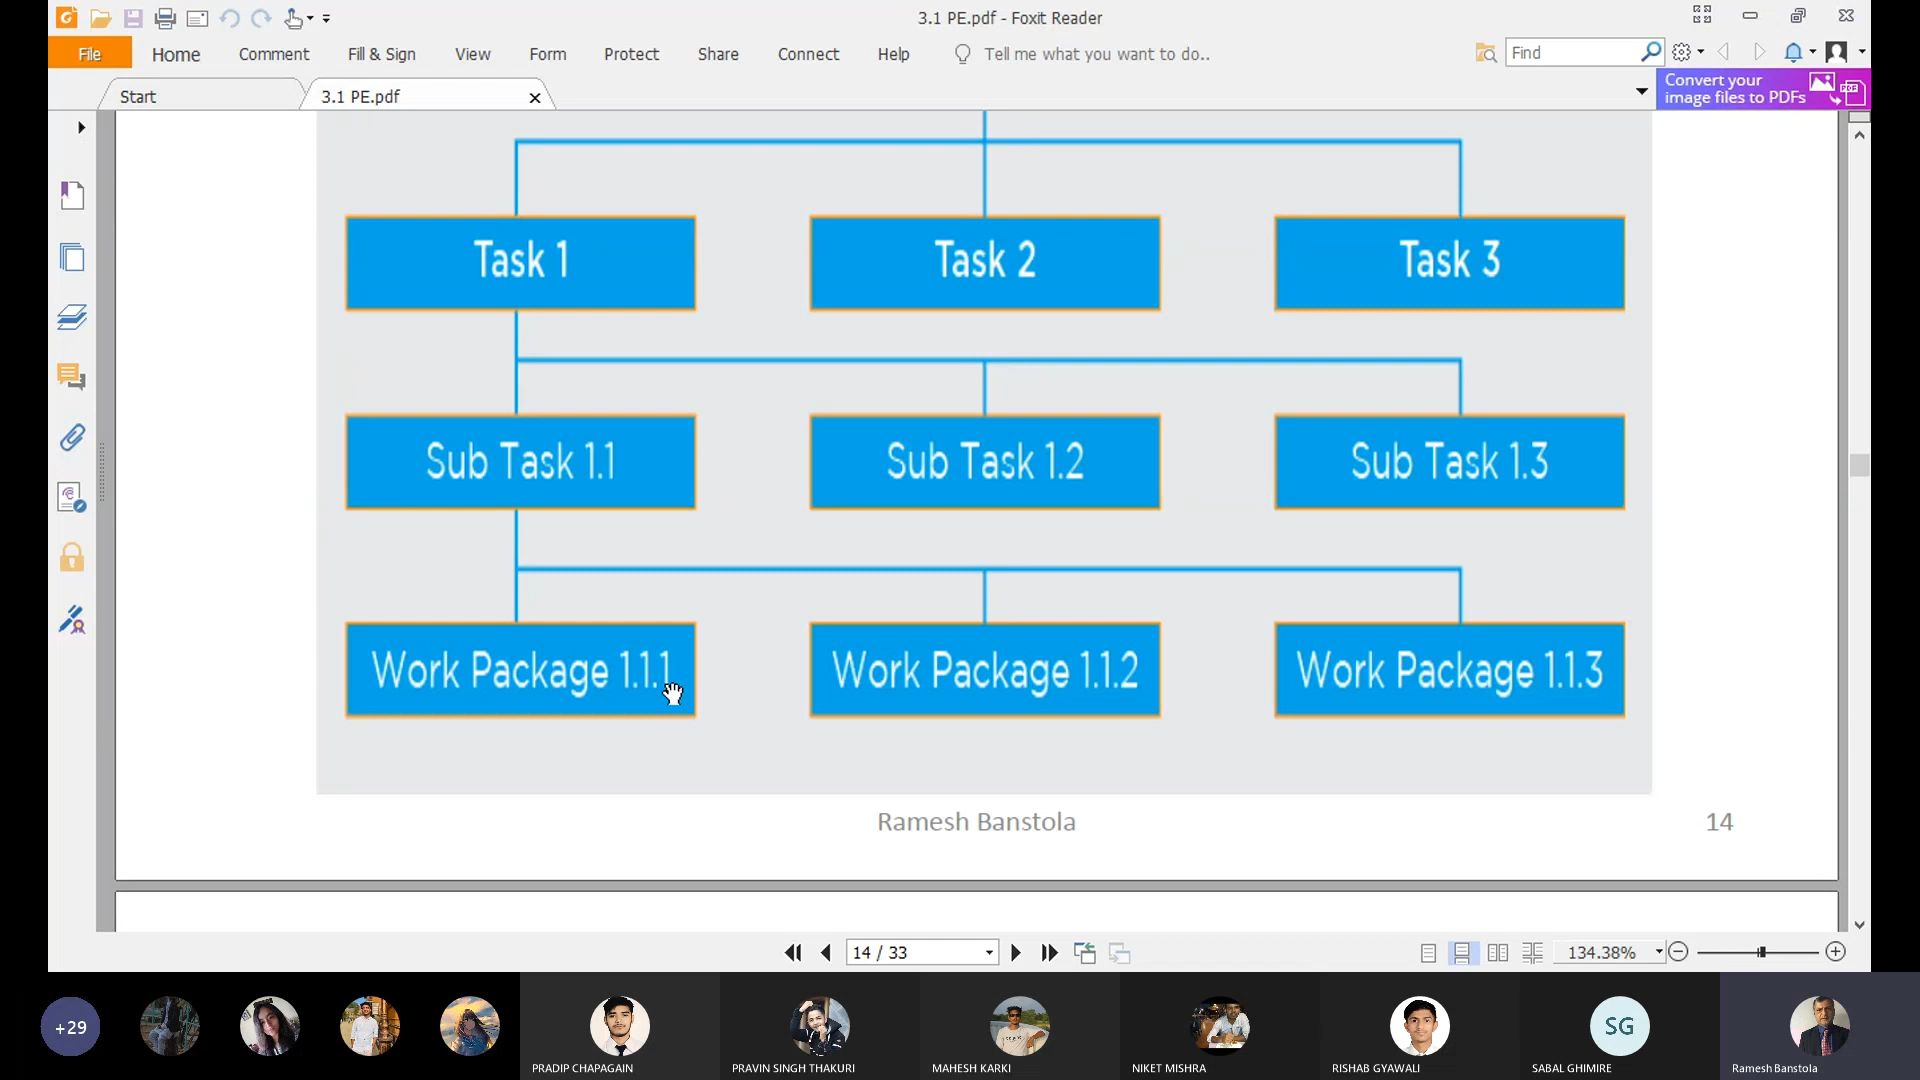 3.1 PE.pdf - Foxit Reader
File Home Comment Fill & Sign View Form Protect Share Connect Help Tell me what you want to do.. Find
Start 3.1 PE.pdf
Convert your
image files to PDFs
Task 1 Task 2 Task 3
Sub Task 1.1 Sub Task 1.2 Sub Task 1.3
Work Package 1.1.1 Work Package 1.1.2 Work Package 1.1.3
Ramesh Banstola 14
14 / 33 134.38%
+29 SG
PRADIP CHAPAGAIN PRAVIN SINGH THAKURI MAHESH KARKI NIKET MISHRA RISHAB GYAWALI SABAL GHIMIRE Ramesh Banstola